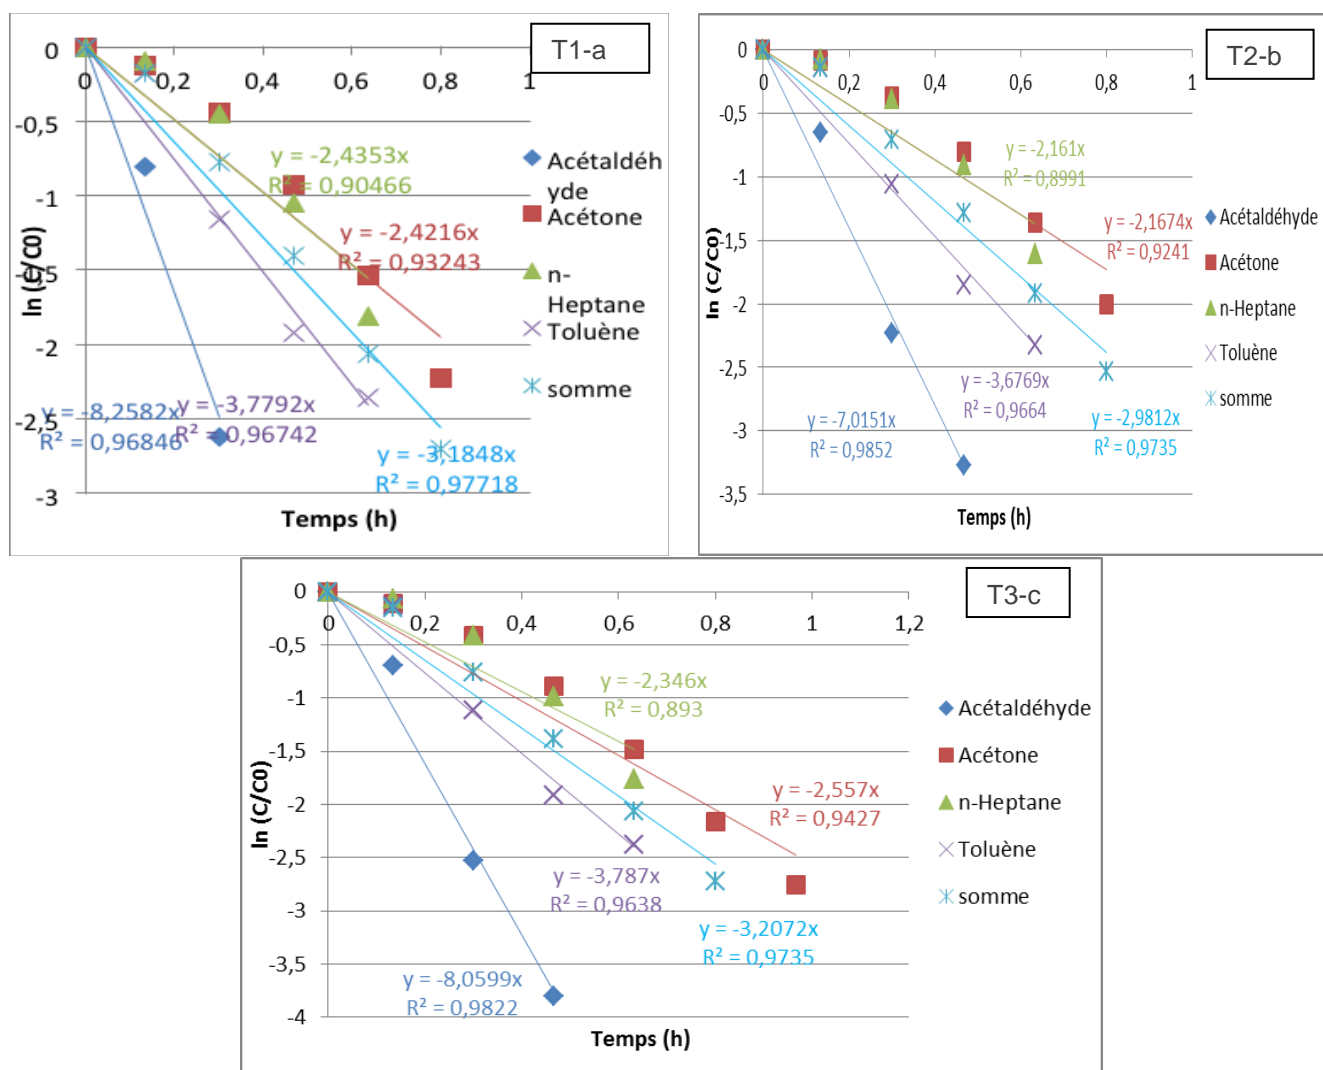 T1-a
0
0 0,2 0,4 0,6 0,8 1
-0,5
-1
-1,5
-2
-2,5
-3
ln (C/C0)
y = -2,4353x
R² = 0,90466
y = -2,4216x
R² = 0,93243
y = -8,2582x
R² = 0,96846
y = -3,7792x
R² = 0,96742
y = -3,1848x
R² = 0,97718
Acétaldéh
yde
Acétone
n-
Heptane
Toluène
somme
Temps (h)
T2-b
0
0 0,2 0,4 0,6 0,8 1
-0,5
-1
-1,5
-2
-2,5
-3
-3,5
ln (C/C0)
y = -2,161x
R² = 0,8991
y = -2,1674x
R² = 0,9241
y = -3,6769x
R² = 0,9664
y = -7,0151x
R² = 0,9852
y = -2,9812x
R² = 0,9735
Acétaldéhyde
Acétone
n-Heptane
Toluène
somme
Temps (h)
T3-c
0
0 0,2 0,4 0,6 0,8 1 1,2
-0,5
-1
-1,5
-2
-2,5
-3
-3,5
-4
ln (C/C0)
y = -2,346x
R² = 0,893
y = -2,557x
R² = 0,9427
y = -3,787x
R² = 0,9638
y = -3,2072x
R² = 0,9735
y = -8,0599x
R² = 0,9822
Acétaldéhyde
Acétone
n-Heptane
Toluène
somme
Temps (h)